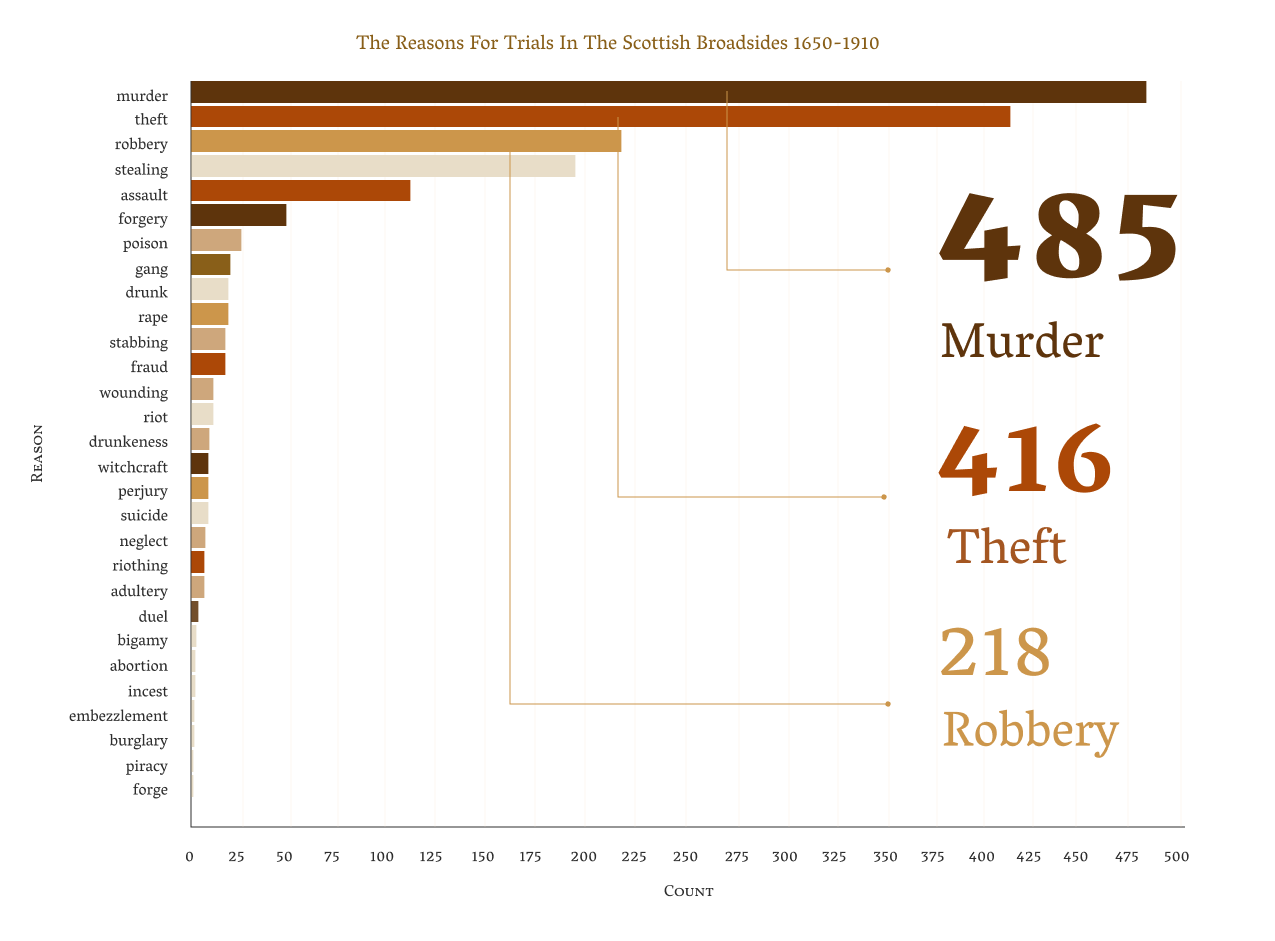 The Reasons For Trials In The Scottish Broadsides 1650-1910
murder
theft
robbery
stealing
assault
forgery
poison
gang
drunk
rape
stabbing
fraud
wounding
riot
drunkeness
witchcraft
perjury
suicide
neglect
riothing
adultery
duel
bigamy
abortion
incest
embezzlement
burglary
piracy
forge
Reason
485
Murder
416
Theft
218
Robbery
0 25 50 75 100 125 150 175 200 225 250 275 300 325 350 375 400 425 450 475 500
Count